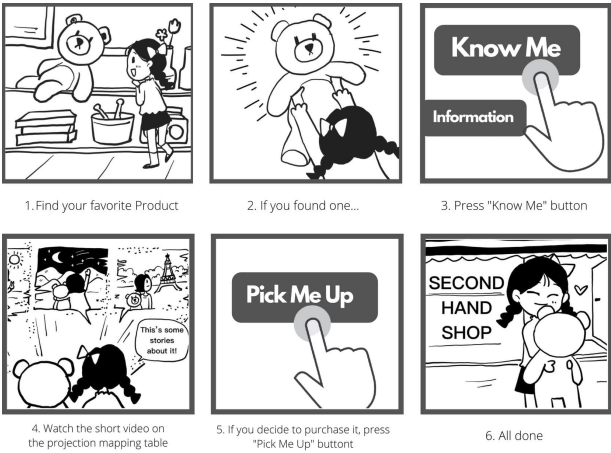 1. Find your favorite Product
2. If you found one...
Know Me
Information
3. Press "Know Me" button
This's some
stories
about it!
4. Watch the short video on
the projection mapping table
Pick Me Up
5. If you decide to purchase it, press
"Pick Me Up" buttont
SECOND
HAND
SHOP
6. All done